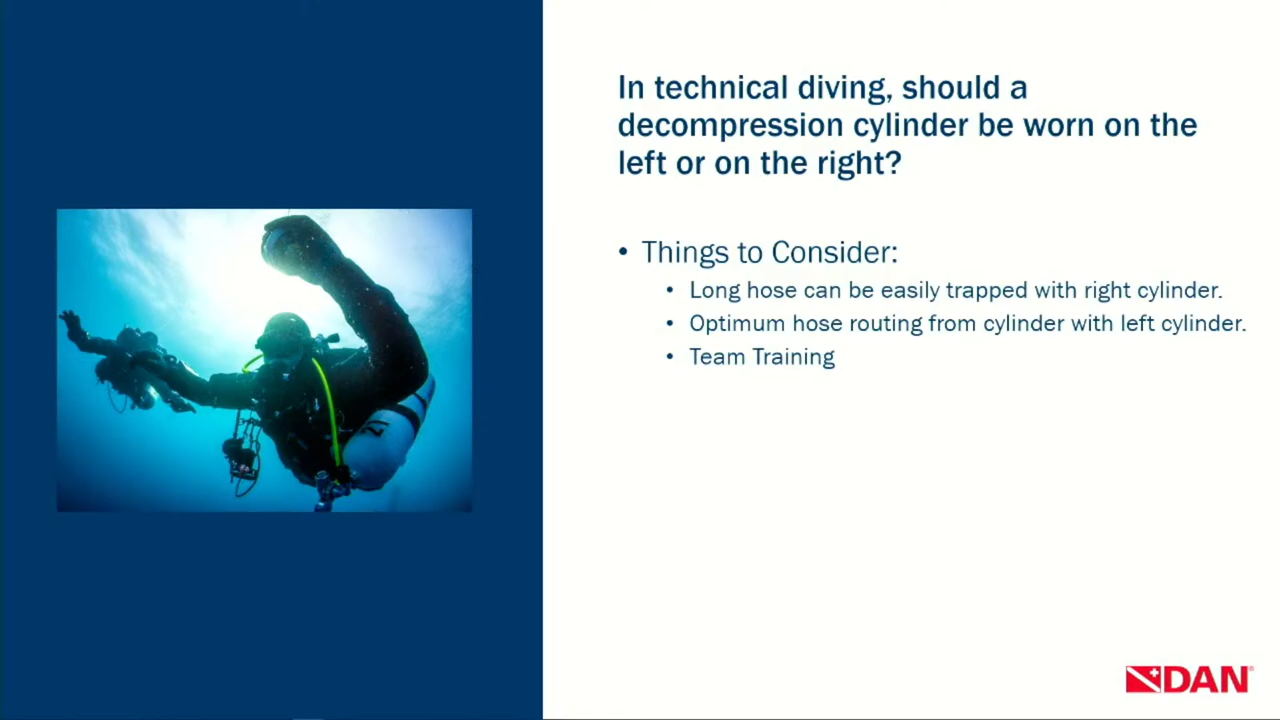 In technical diving, should a
decompression cylinder be worn on the
left or on the right?
• Things to Consider:
• Long hose can be easily trapped with right cylinder.
• Optimum hose routing from cylinder with left cylinder.
• Team Training
DAN